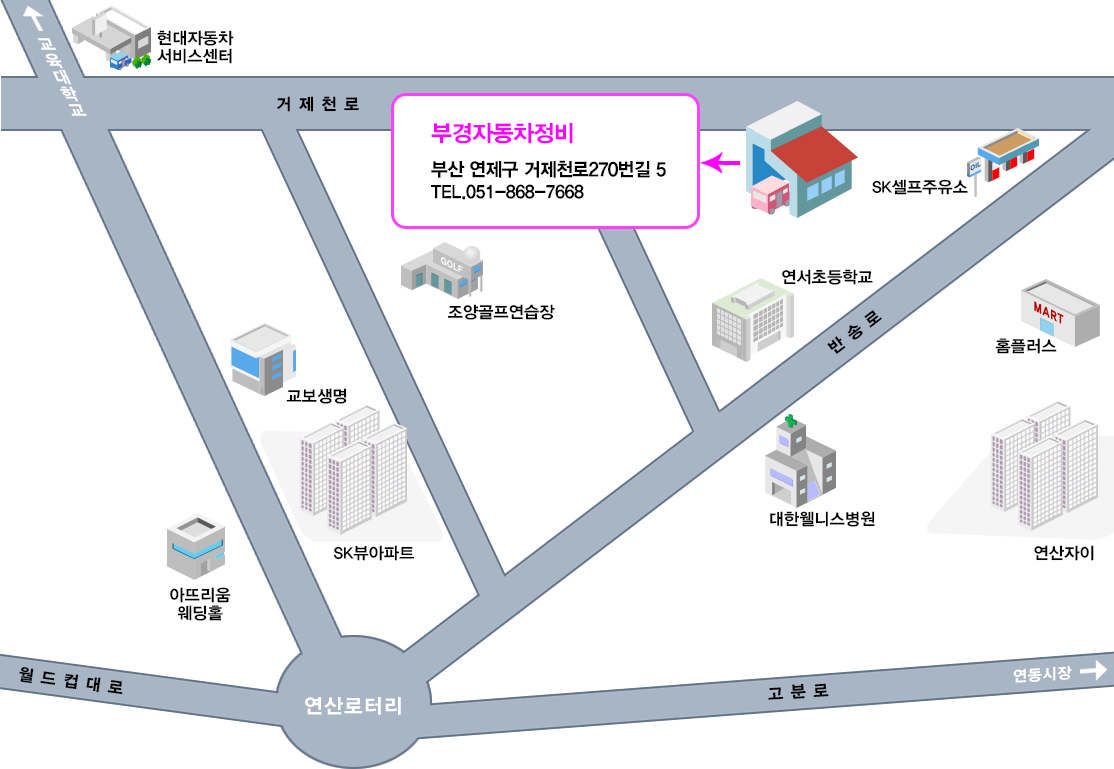 현대자동차
서비스센터
교육대학교
거제천로
부경자동차정비
부산 연제구 거제천로270번길 5
TEL.051-868-7668
OIL
SK셀프주유소
GOLF
조양골프연습장
연서초등학교
반송로
MART
홈플러스
교보생명
SK뷰아파트
대한웰니스병원
연산자이
아뜨리움
웨딩홀
월드컵대로
연산로터리
고분로
연동시장